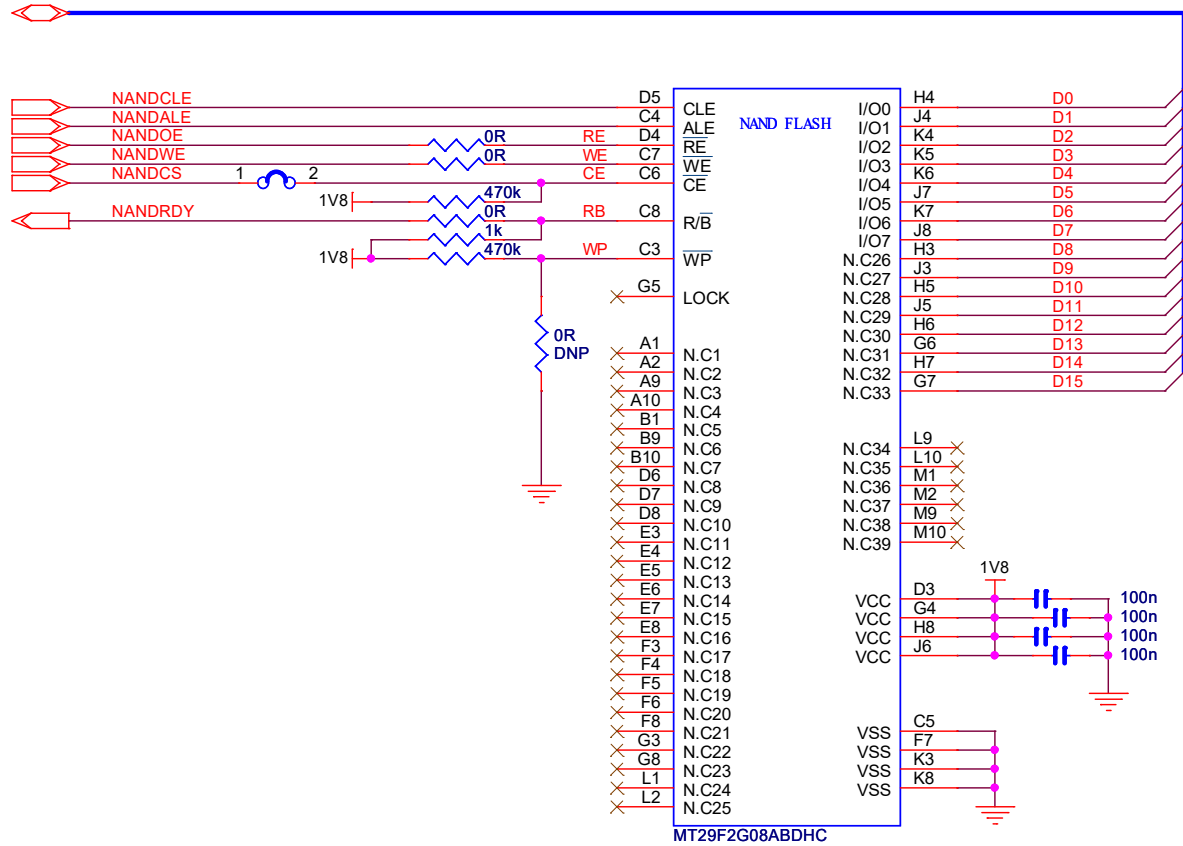 NANDCLE D5 CLE
NANDALE C4 ALE
NANDOE 0R RE D4 RE
NANDWE 0R WE C7 WE
NANDCS 1 2 CE C6 CE
1V8 470k
NANDRDY 0R RB C8 R/B
1k
1V8 470k WP C3 WP
G5 LOCK
0R
DNP
A1 N.C1
A2 N.C2
A9 N.C3
A10 N.C4
B1 N.C5
B9 N.C6
B10 N.C7
D6 N.C8
D7 N.C9
D8 N.C10
E3 N.C11
E4 N.C12
E5 N.C13
E6 N.C14
E7 N.C15
E8 N.C16
F3 N.C17
F4 N.C18
F5 N.C19
F6 N.C20
F8 N.C21
G3 N.C22
G8 N.C23
L1 N.C24
L2 N.C25
NAND FLASH
I/O0 H4 D0
I/O1 J4 D1
I/O2 K4 D2
I/O3 K5 D3
I/O4 K6 D4
I/O5 J7 D5
I/O6 K7 D6
I/O7 J8 D7
N.C26 H3 D8
N.C27 J3 D9
N.C28 H5 D10
N.C29 J5 D11
N.C30 H6 D12
N.C31 G6 D13
N.C32 H7 D14
N.C33 G7 D15
N.C34 L9
N.C35 L10
N.C36 M1
N.C37 M2
N.C38 M9
N.C39 M10
1V8
VCC D3 100n
VCC G4 100n
VCC H8 100n
VCC J6 100n
VSS C5
VSS F7
VSS K3
VSS K8
MT29F2G08ABDHC